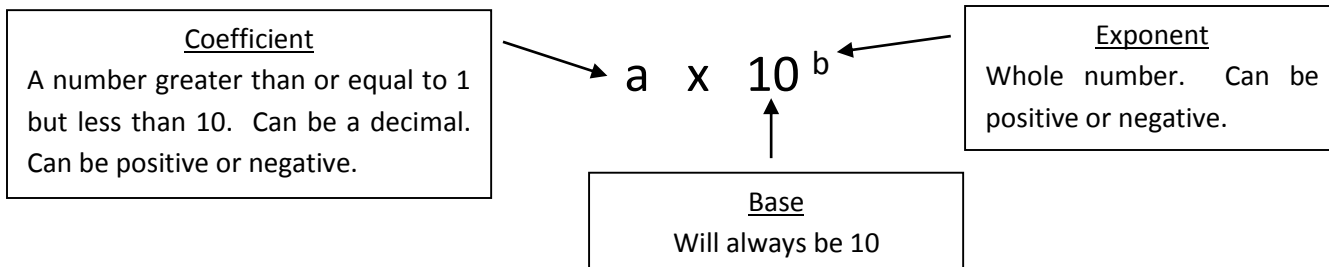 Coefficient
A number greater than or equal to 1
but less than 10. Can be a decimal.
Can be positive or negative.
a x 10 b
Exponent
Whole number. Can be
positive or negative.
Base
Will always be 10